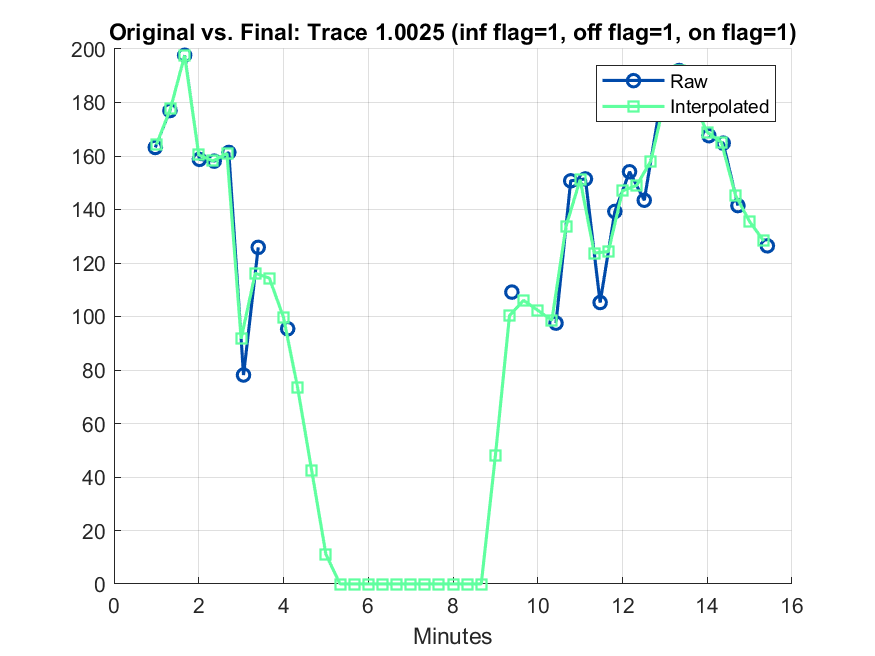 Original vs. Final: Trace 1.0025 (inf flag=1, off flag=1, on flag=1)
200
180
160
140
120
100
80
60
40
20
0
Raw
Interpolated
0 2 4 6 8 10 12 14 16
Minutes